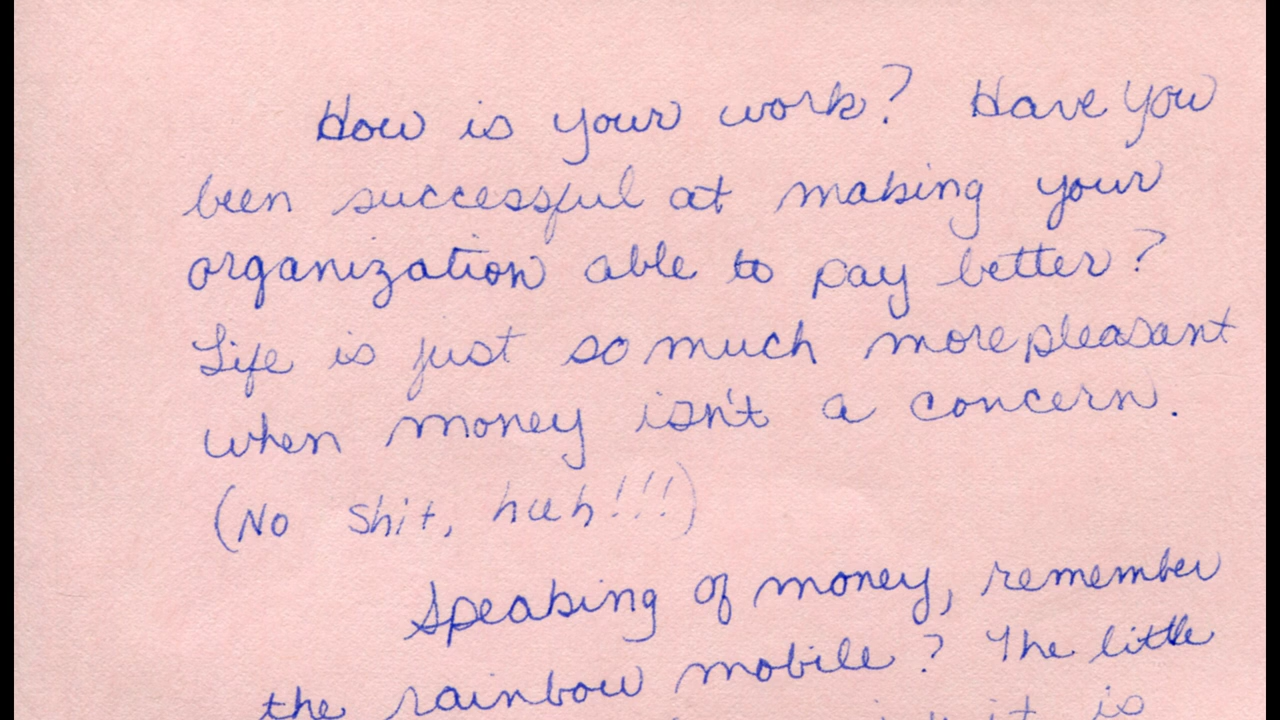 How is your work? Have you
been successful at making your
organization able to pay better?
Life is just so much more pleasant
when money isn't a concern.
(No shit, huh!!!)
Speaking of money, remember
the rainbow mobile? The little
it is